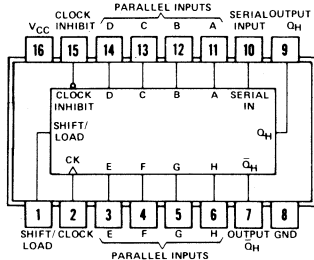 PARALLEL INPUTS
CLOCK SERIAL OUTPUT
VCC INHIBIT D C B A INPUT QH
16 15 14 13 12 11 10 9
CLOCK INHIBIT D C B A SERIAL IN
SHIFT/ LOAD
QH
CK
E F G H Q̅H
1 2 3 4 5 6 7 8
SHIFT/ CLOCK E F G H OUTPUT GND
LOAD Q̅H
PARALLEL INPUTS